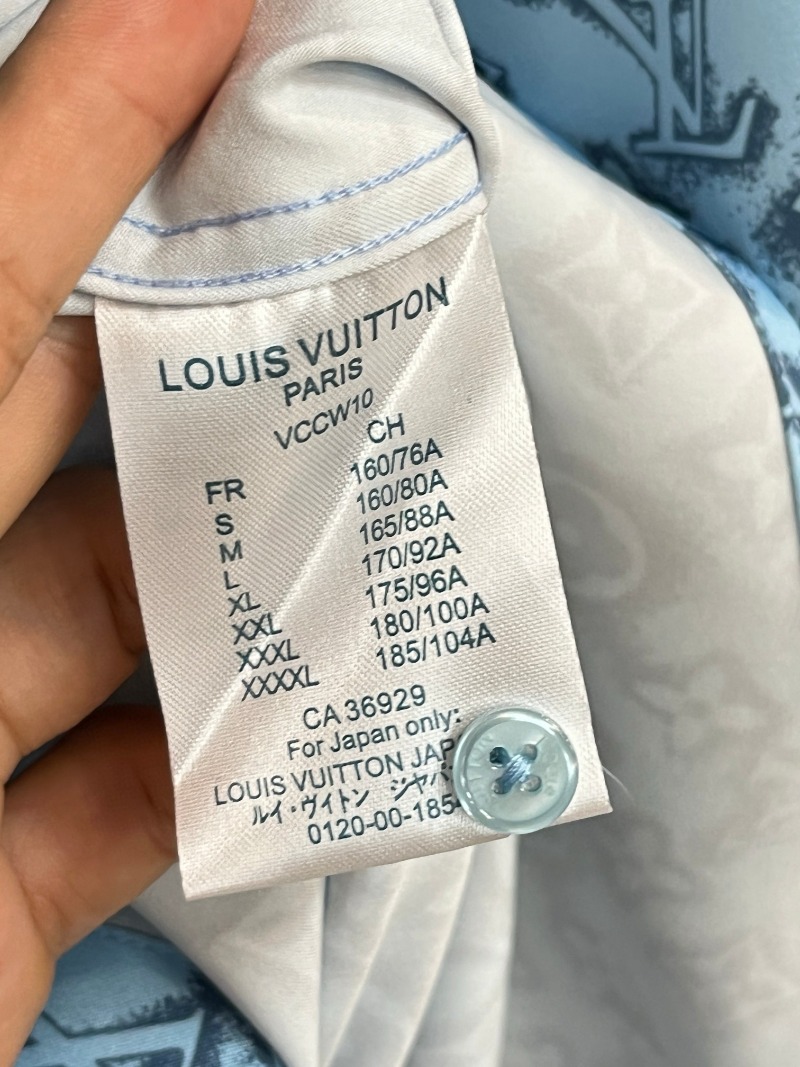 LOUIS VUITTON
PARIS
VCCW10
CH
FR 160/76A
S 160/80A
M 165/88A
L 170/92A
XL 175/96A
XXL 180/100A
XXXL 185/104A
XXXXL
CA 36929
For Japan only:
LOUIS VUITTON JAP
ルイ・ヴィトン ジャパ
0120-00-185
LV